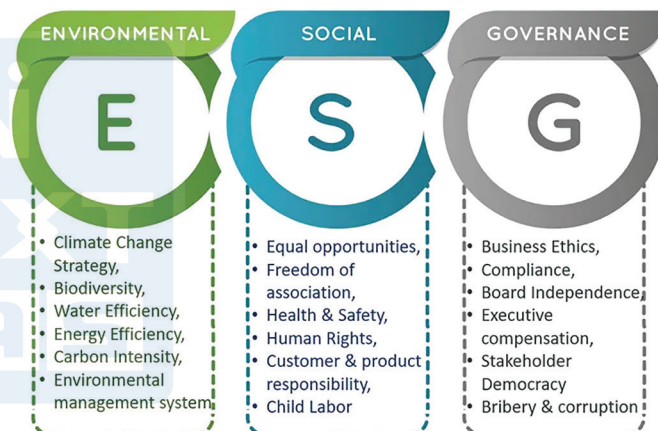 ENVIRONMENTAL
E
• Climate Change
Strategy,
• Biodiversity,
• Water Efficiency,
• Energy Efficiency,
• Carbon Intensity,
• Environmental
management system
SOCIAL
S
• Equal opportunities,
• Freedom of
association,
• Health & Safety,
• Human Rights,
• Customer & product
responsibility,
• Child Labor
GOVERNANCE
G
• Business Ethics,
• Compliance,
• Board Independence,
• Executive
compensation,
• Stakeholder
Democracy
• Bribery & corruption